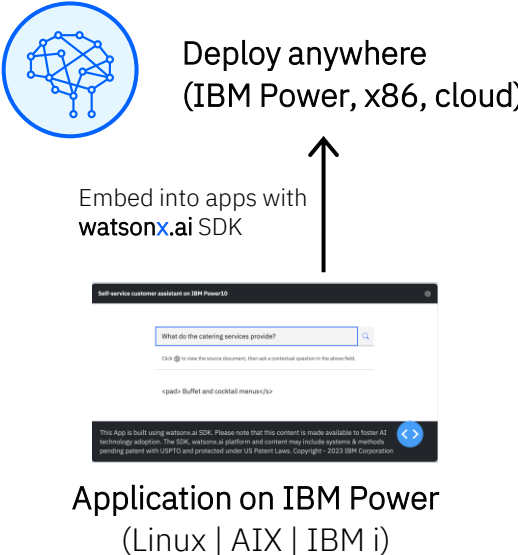 Deploy anywhere
(IBM Power, x86, cloud)
Embed into apps with
watsonx.ai SDK
Self-service customer assistant on IBM Power10
What do the catering services provide?
Click to view the source document, then ask a contextual question in the above field.
<pad> Buffet and cocktail menus</s>
This App is built using watsonx.ai SDK. Please note that this content is made available to foster AI
technology adoption. The SDK, watsonx.ai platform and content may include systems & methods
pending patent with USPTO and protected under US Patent Laws. Copyright - 2023 IBM Corporation
Application on IBM Power
(Linux | AIX | IBM i)